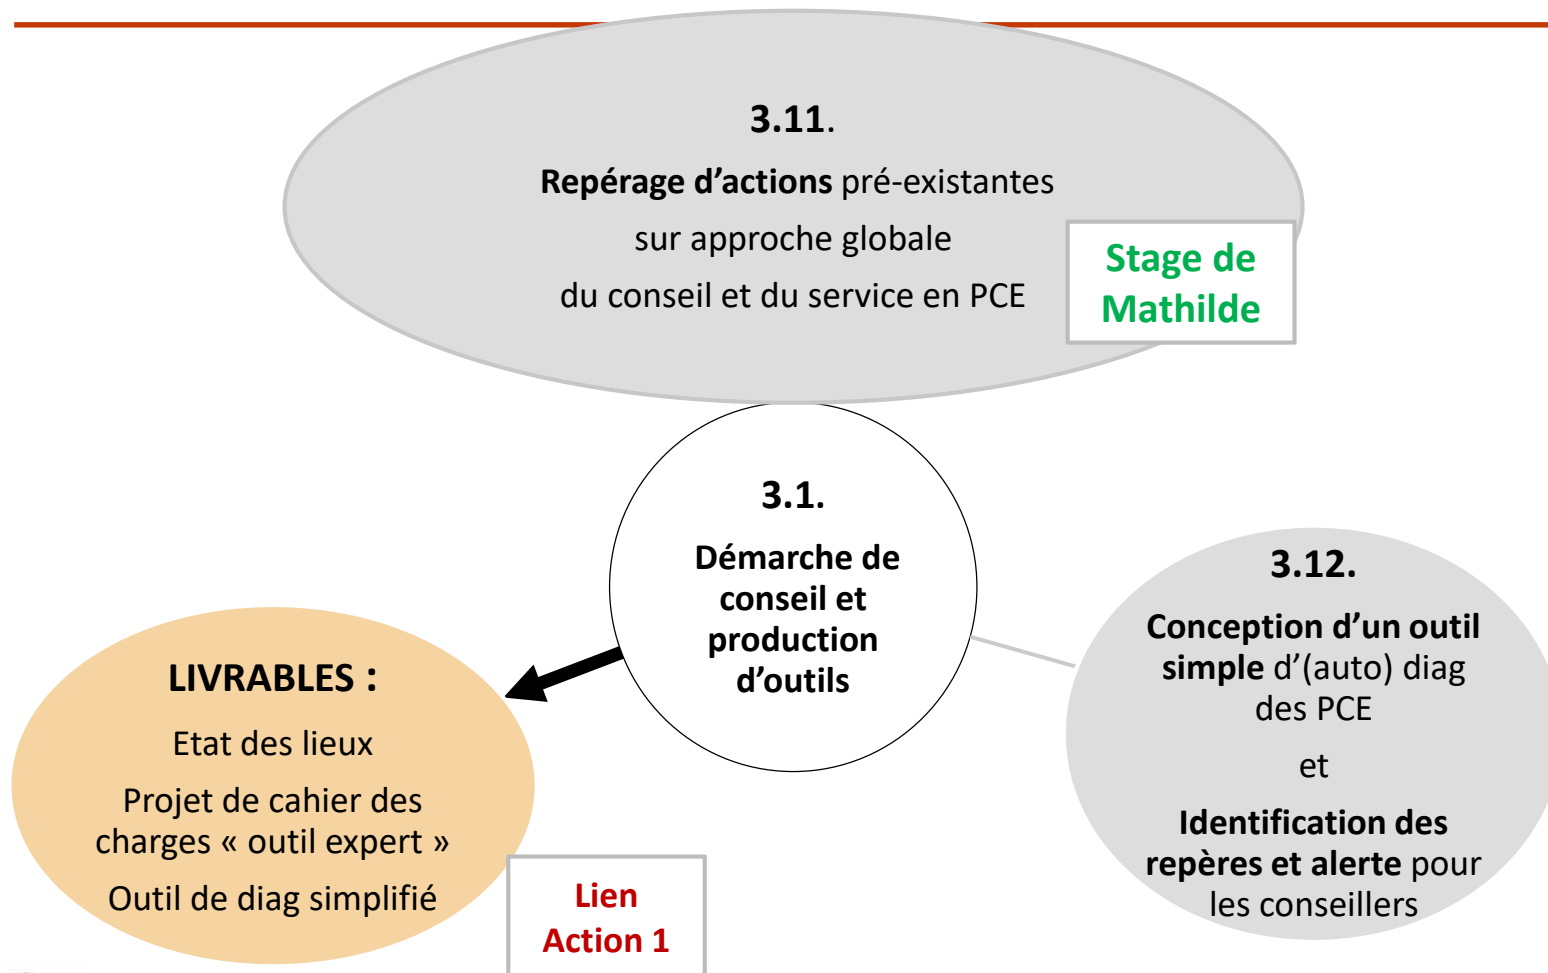 3.11.
Repérage d’actions pré-existantes
sur approche globale
du conseil et du service en PCE
Stage de
Mathilde
3.1.
Démarche de
conseil et
production
d’outils
3.12.
Conception d’un outil
simple d’(auto) diag
des PCE
et
Identification des
repères et alerte pour
les conseillers
LIVRABLES :
Etat des lieux
Projet de cahier des
charges « outil expert »
Outil de diag simplifié
Lien
Action 1